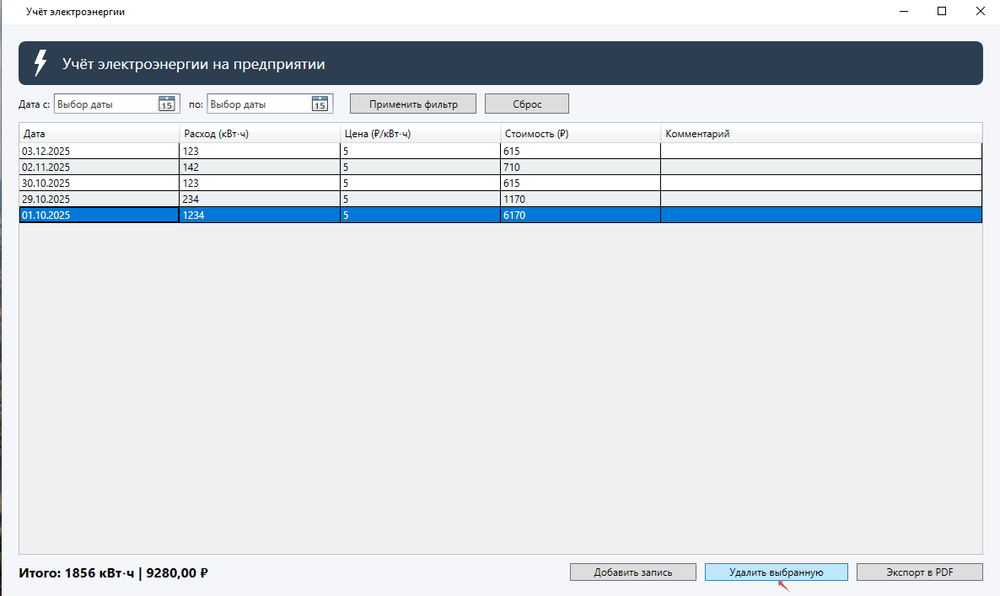 Учёт электроэнергии
Учёт электроэнергии на предприятии
Дата с: Выбор даты 15 по: Выбор даты 15 Применить фильтр Сброс
Дата Расход (кВт·ч) Цена (₽/кВт·ч) Стоимость (₽) Комментарий
03.12.2025 123 5 615
02.11.2025 142 5 710
30.10.2025 123 5 615
29.10.2025 234 5 1170
01.10.2025 1234 5 6170
Итого: 1856 кВт·ч | 9280,00 ₽ Добавить запись Удалить выбранную Экспорт в PDF